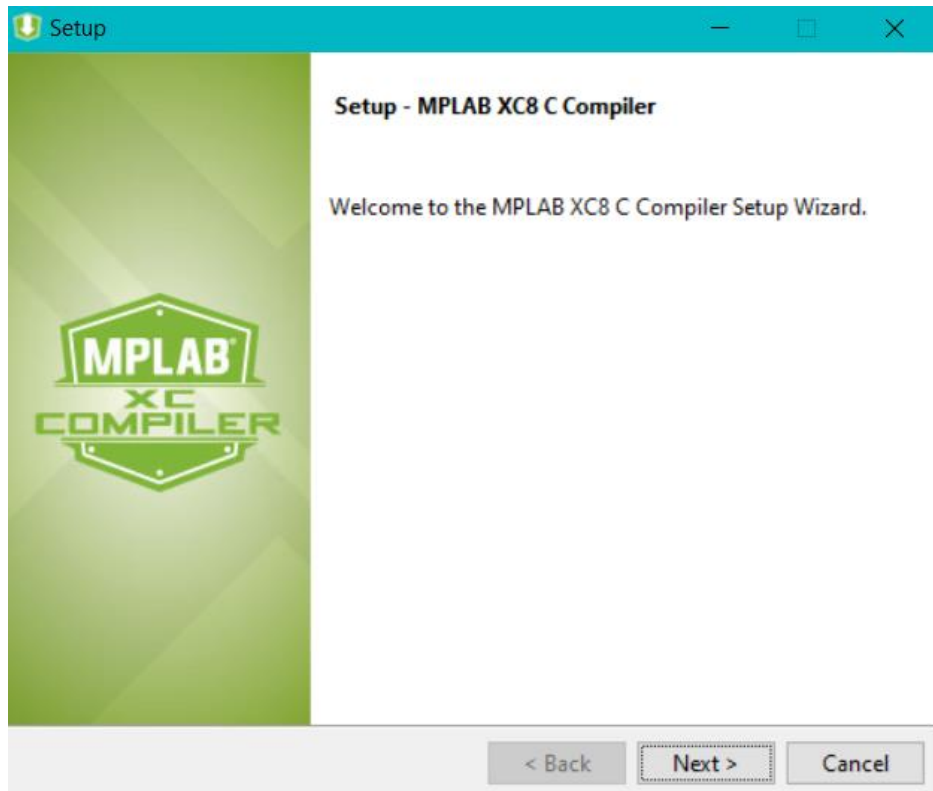 Setup
Setup - MPLAB XC8 C Compiler
Welcome to the MPLAB XC8 C Compiler Setup Wizard.
MPLAB®
XC
COMPILER
< Back
Next >
Cancel